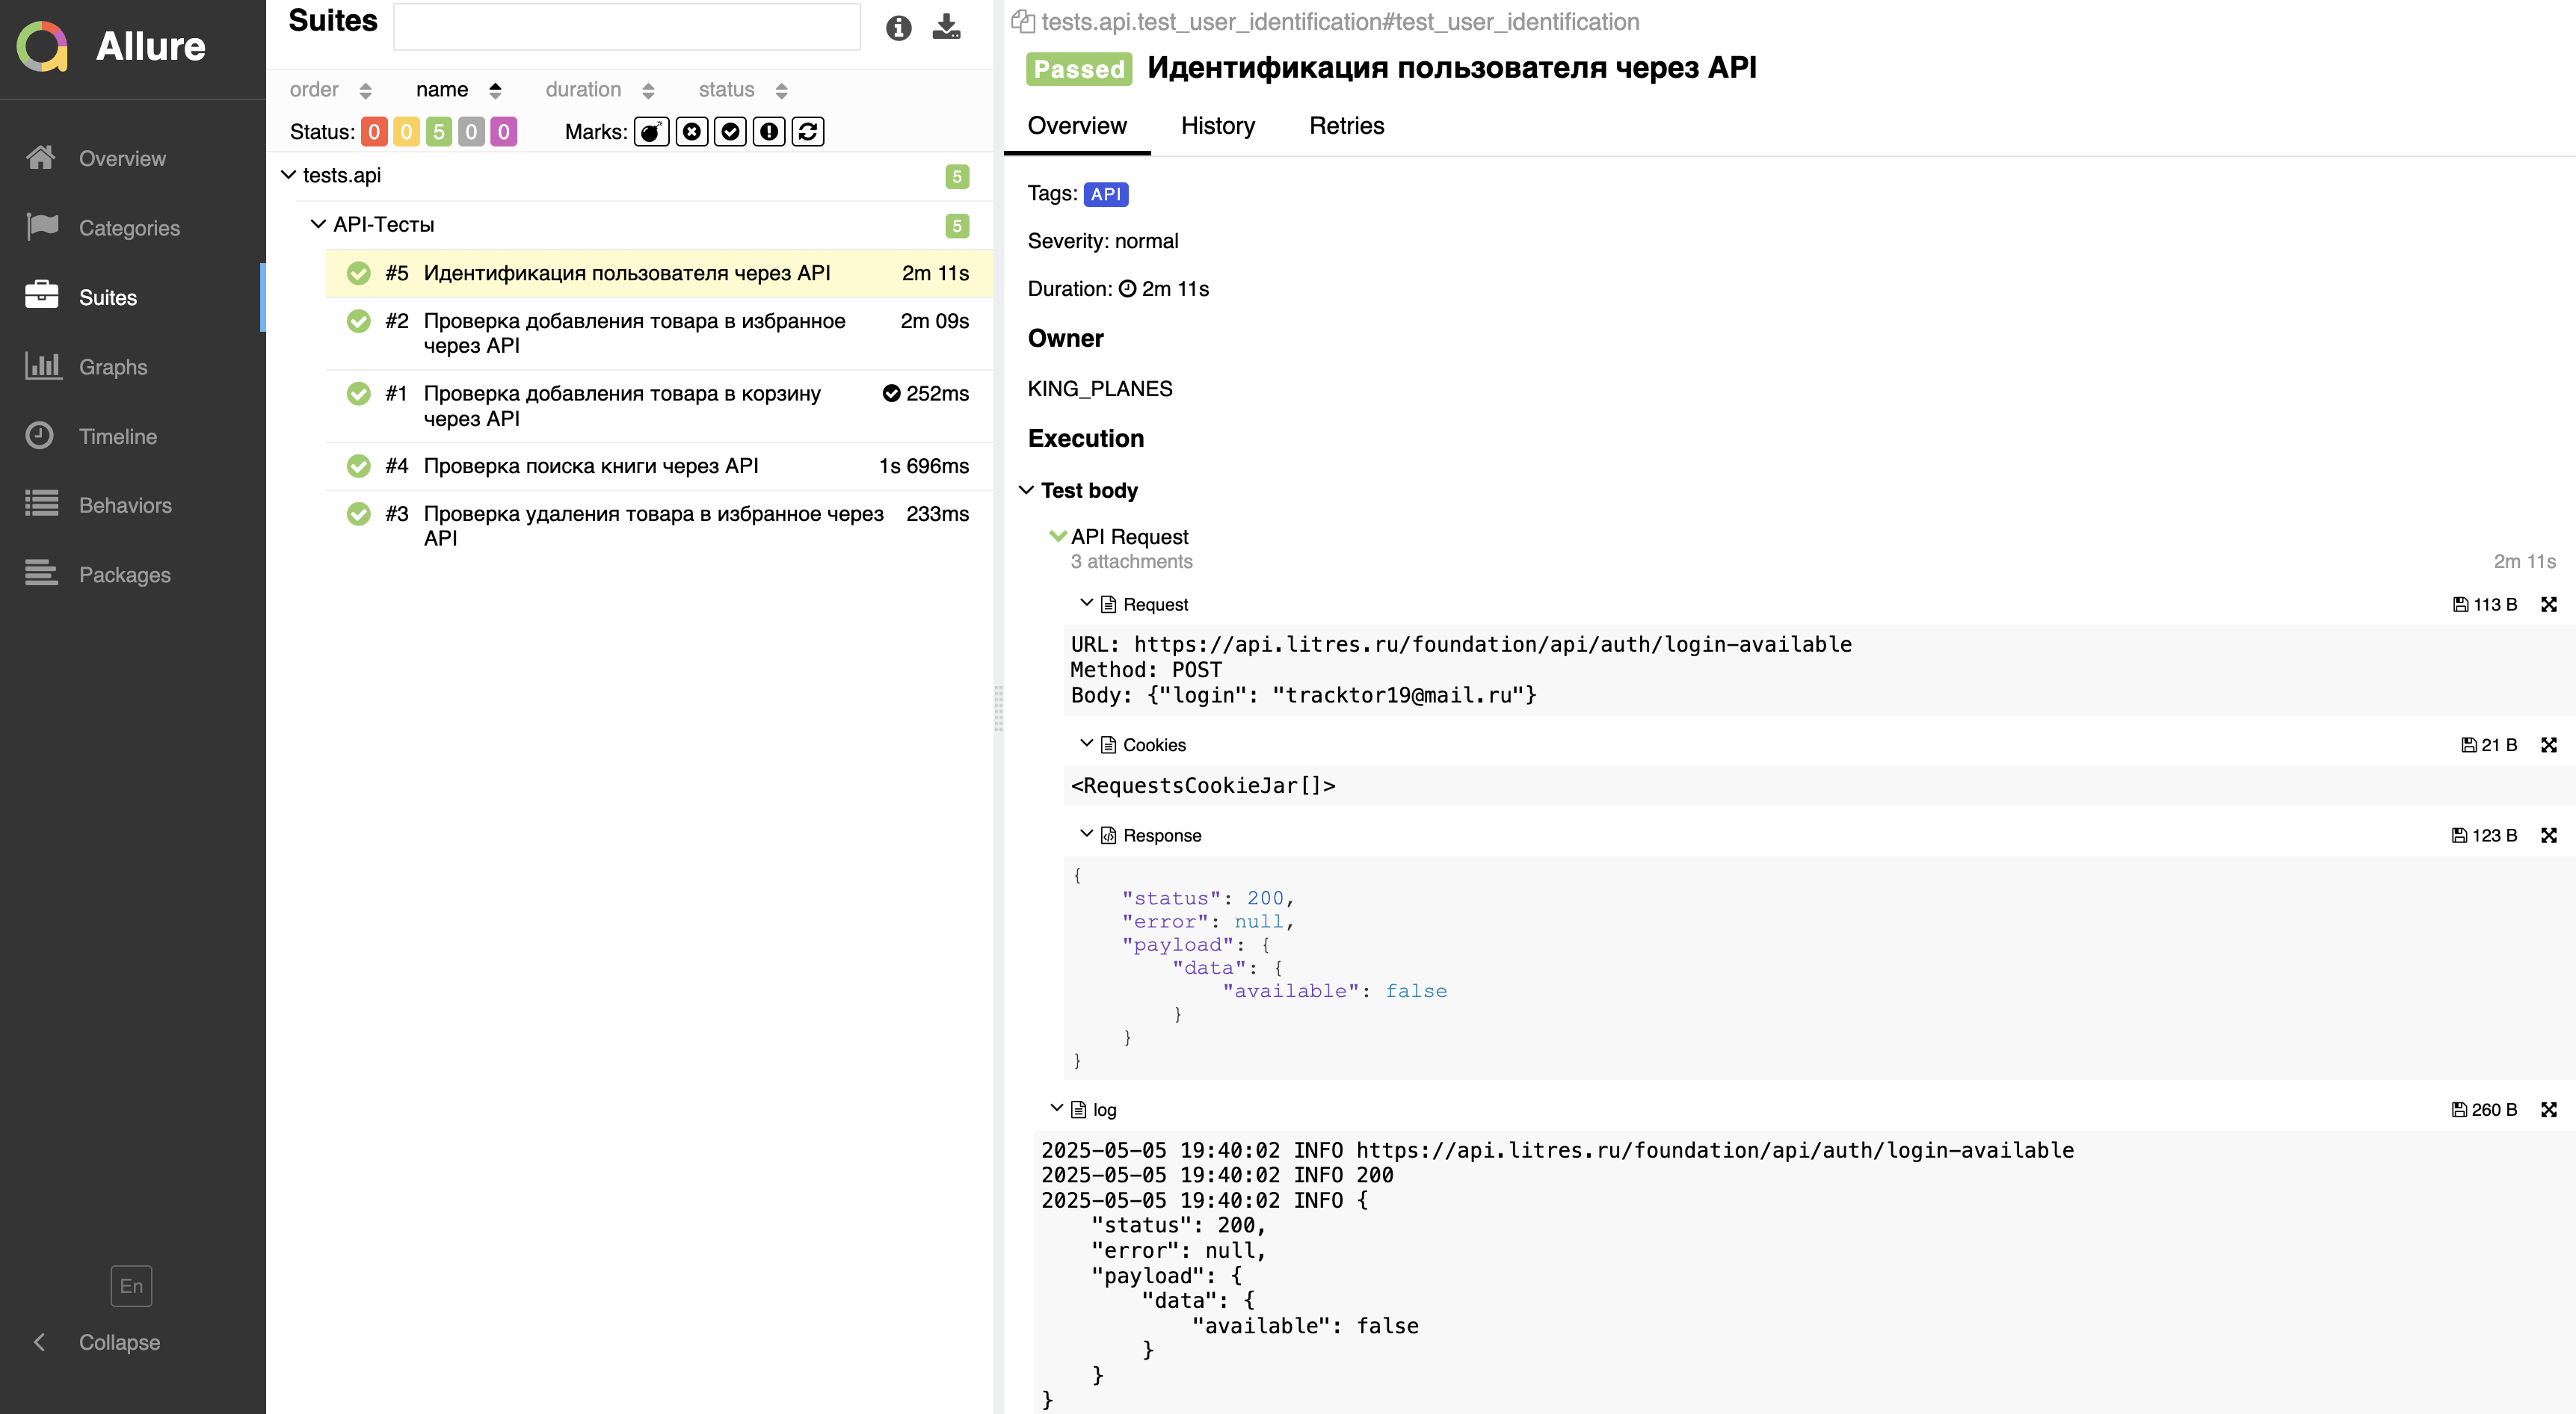 Allure
Overview
Categories
Suites
Graphs
Timeline
Behaviors
Packages
En
Collapse
Suites
order name duration status
Status: 0 0 5 0 0 Marks:
tests.api 5
API-Тесты 5
#5 Идентификация пользователя через API 2m 11s
#2 Проверка добавления товара в избранное 2m 09s
через API
#1 Проверка добавления товара в корзину 252ms
через API
#4 Проверка поиска книги через API 1s 696ms
#3 Проверка удаления товара в избранное через 233ms
API
tests.api.test_user_identification#test_user_identification
Passed Идентификация пользователя через API
Overview History Retries
Tags: API
Severity: normal
Duration: 2m 11s
Owner
KING_PLANES
Execution
Test body
API Request
3 attachments 2m 11s
Request 113 B
URL: https://api.litres.ru/foundation/api/auth/login-available
Method: POST
Body: {"login": "tracktor19@mail.ru"}
Cookies 21 B
<RequestsCookieJar[]>
Response 123 B
{
"status": 200,
"error": null,
"payload": {
"data": {
"available": false
}
}
}
log 260 B
2025-05-05 19:40:02 INFO https://api.litres.ru/foundation/api/auth/login-available
2025-05-05 19:40:02 INFO 200
2025-05-05 19:40:02 INFO {
"status": 200,
"error": null,
"payload": {
"data": {
"available": false
}
}
}